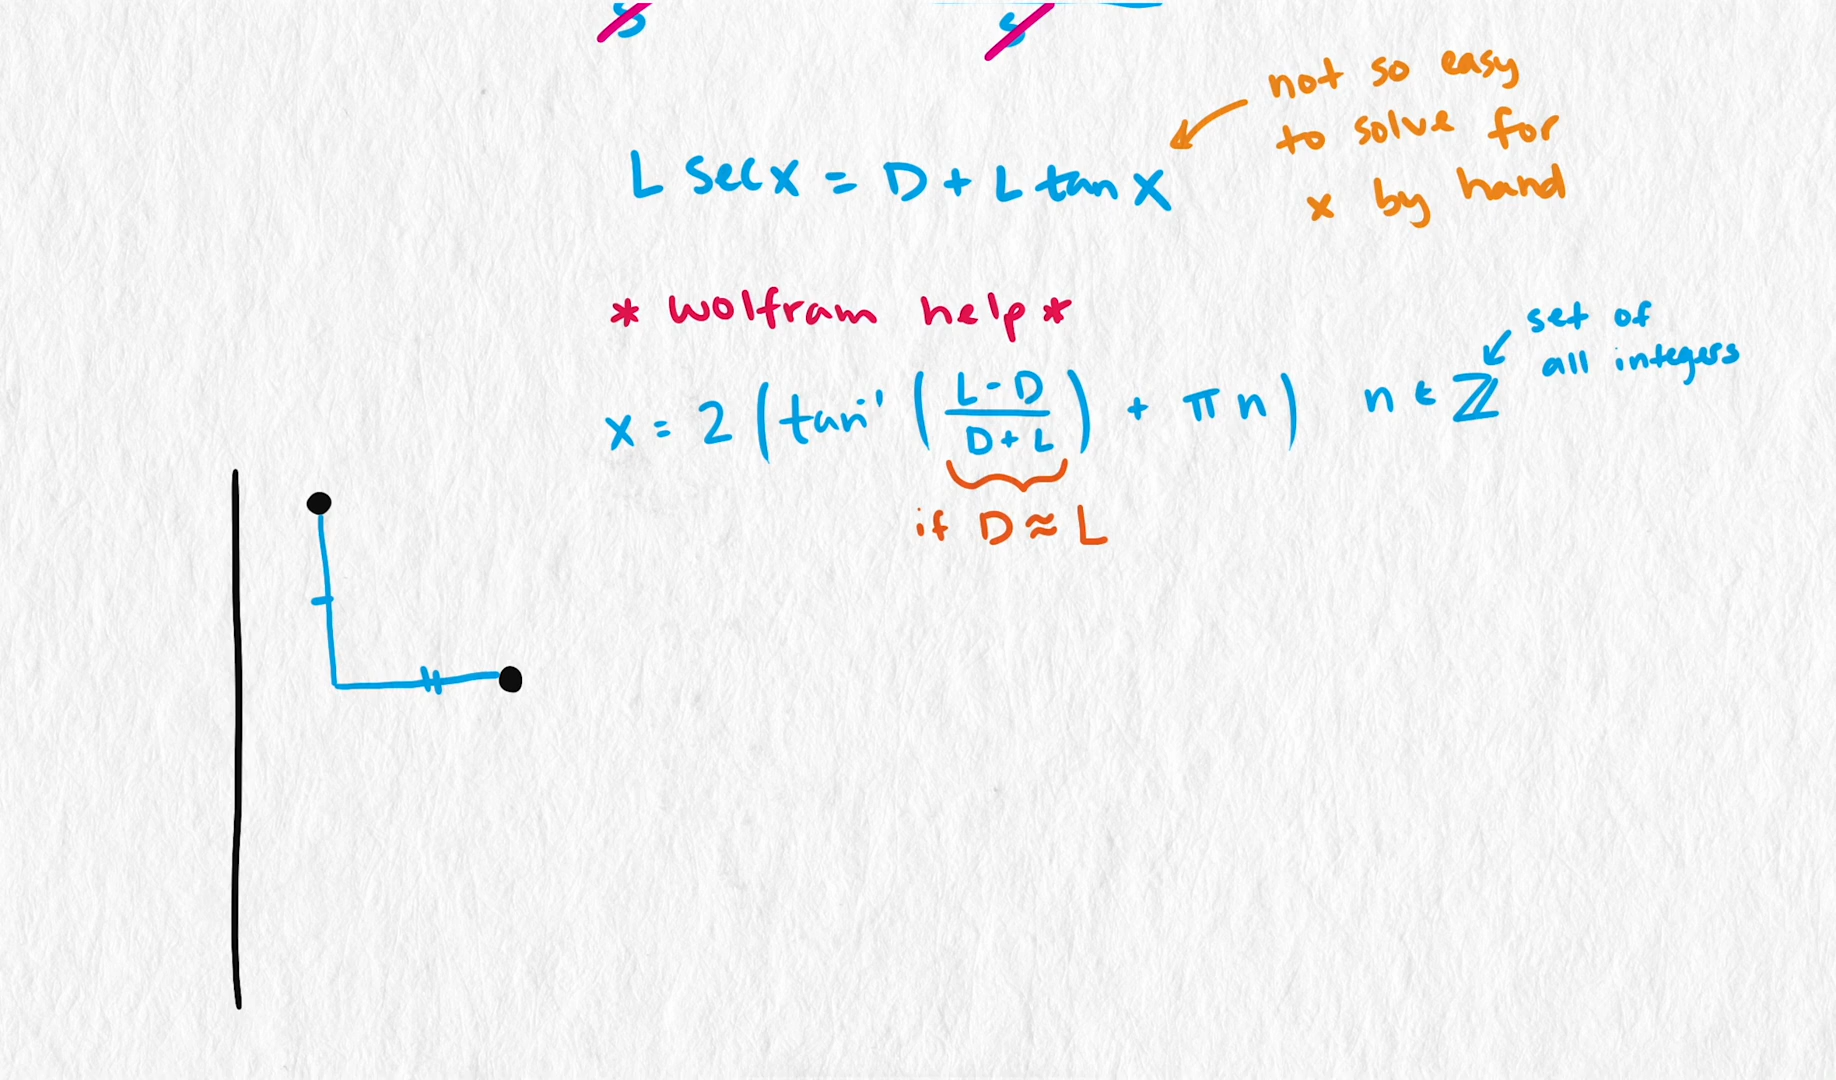 s s
not so easy
to solve for
x by hand
L sec x = D + L tan x
* wolfram help *
set of
all integers
x = 2 (tan⁻¹ ((L - D)/(D + L)) + π n) n ∈ ℤ
if D ≈ L